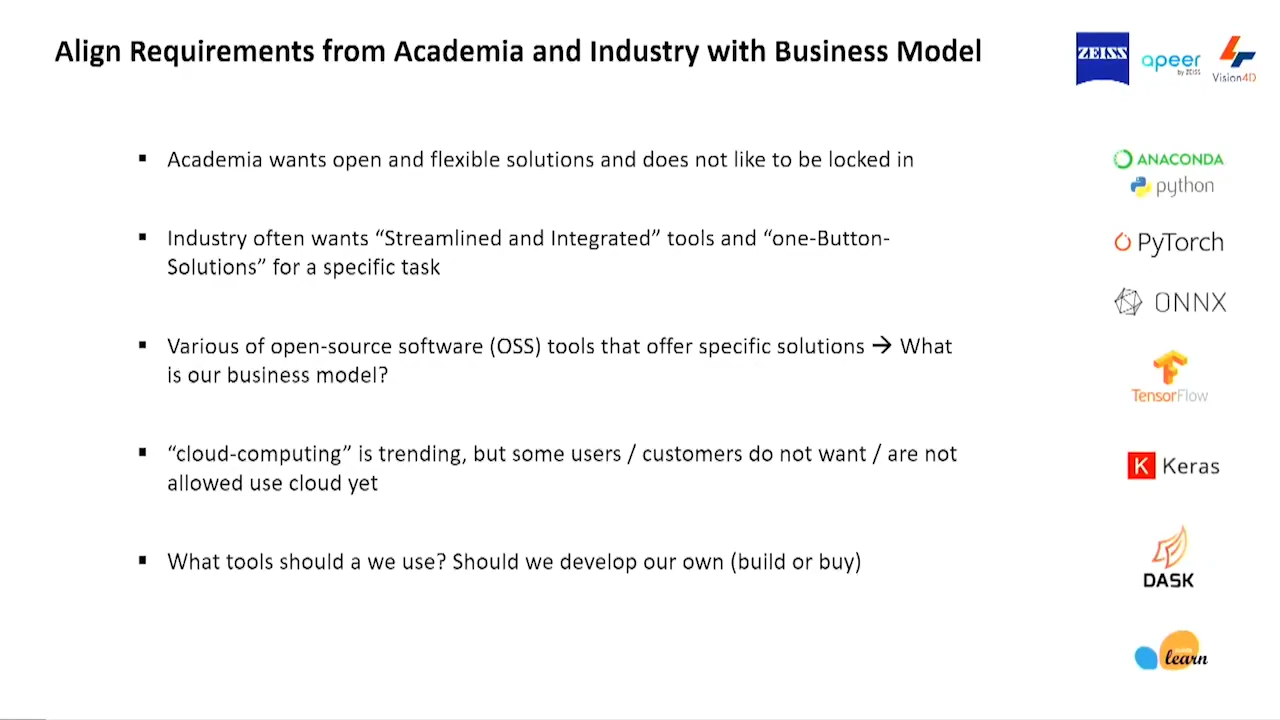 Align Requirements from Academia and Industry with Business Model
ZEISS
apeer
by ZEISS
Vision4D
▪ Academia wants open and flexible solutions and does not like to be locked in
▪ Industry often wants “Streamlined and Integrated” tools and “one-Button-
Solutions” for a specific task
▪ Various of open-source software (OSS) tools that offer specific solutions → What
is our business model?
▪ “cloud-computing” is trending, but some users / customers do not want / are not
allowed use cloud yet
▪ What tools should a we use? Should we develop our own (build or buy)
ANACONDA
python
PyTorch
ONNX
TensorFlow
K Keras
DASK
learn